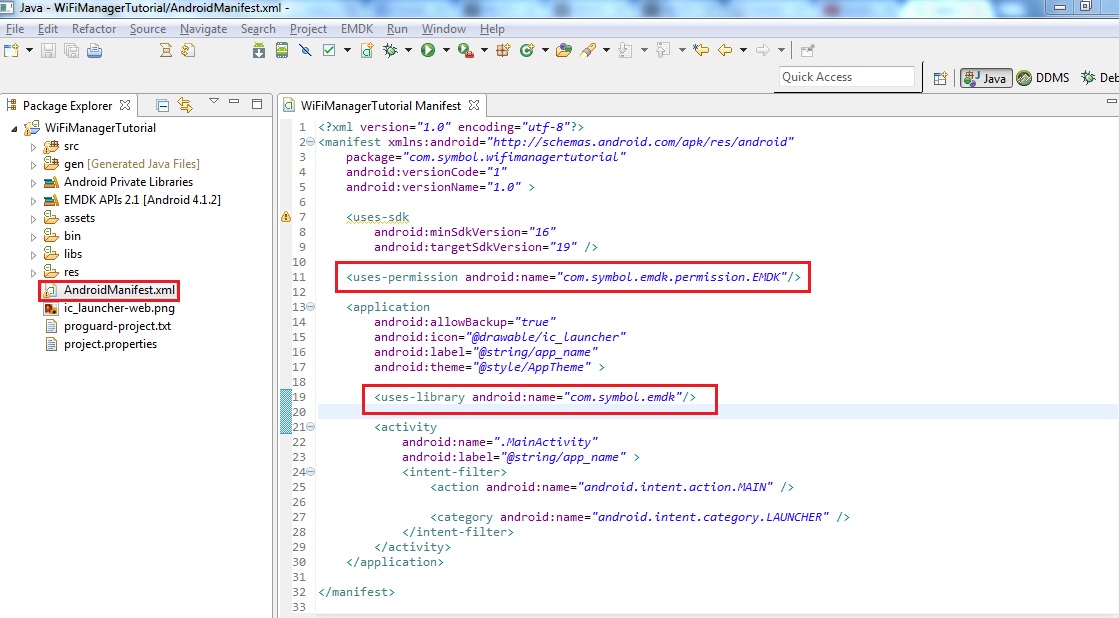 Java - WiFiManagerTutorial/AndroidManifest.xml -
File Edit Refactor Source Navigate Search Project EMDK Run Window Help
Quick Access
Java DDMS Deb
Package Explorer
WiFiManagerTutorial
src
gen [Generated Java Files]
Android Private Libraries
EMDK APIs 2.1 [Android 4.1.2]
assets
bin
libs
res
AndroidManifest.xml
ic_launcher-web.png
proguard-project.txt
project.properties
WiFiManagerTutorial Manifest
1 <?xml version="1.0" encoding="utf-8"?>
2 <manifest xmlns:android="http://schemas.android.com/apk/res/android"
3 package="com.symbol.wifimanagertutorial"
4 android:versionCode="1"
5 android:versionName="1.0" >
6
7 <uses-sdk
8 android:minSdkVersion="16"
9 android:targetSdkVersion="19" />
10
11 <uses-permission android:name="com.symbol.emdk.permission.EMDK"/>
12
13 <application
14 android:allowBackup="true"
15 android:icon="@drawable/ic_launcher"
16 android:label="@string/app_name"
17 android:theme="@style/AppTheme" >
18
19 <uses-library android:name="com.symbol.emdk"/>
20
21 <activity
22 android:name=".MainActivity"
23 android:label="@string/app_name" >
24 <intent-filter>
25 <action android:name="android.intent.action.MAIN" />
26
27 <category android:name="android.intent.category.LAUNCHER" />
28 </intent-filter>
29 </activity>
30 </application>
31
32 </manifest>
33